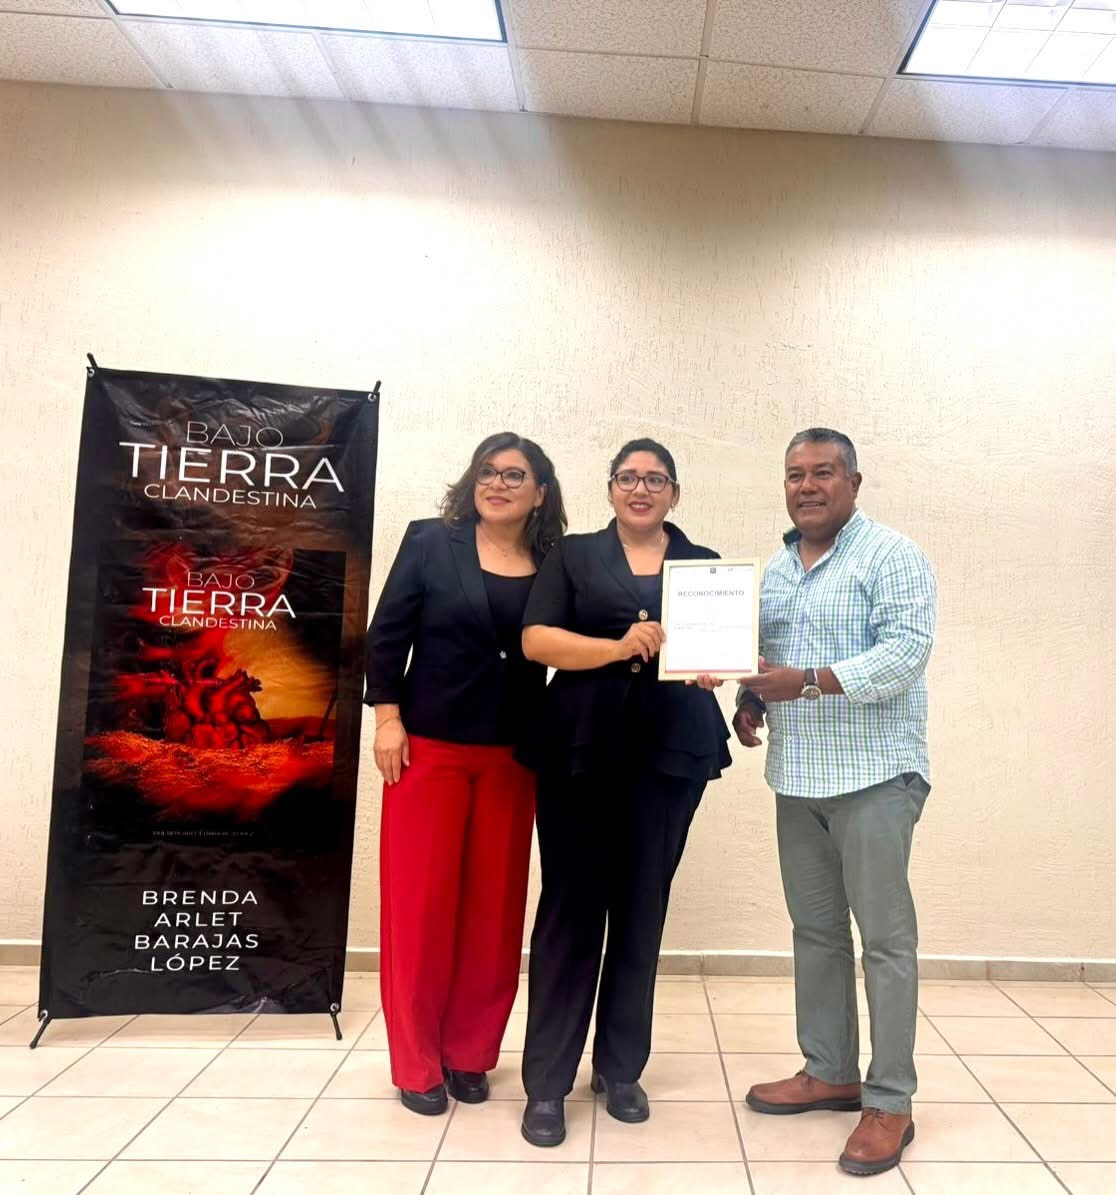 BAJO
TIERRA
CLANDESTINA
BAJO
TIERRA
CLANDESTINA
BRENDA
ARLET
BARAJAS
LÓPEZ
RECONOCIMIENTO